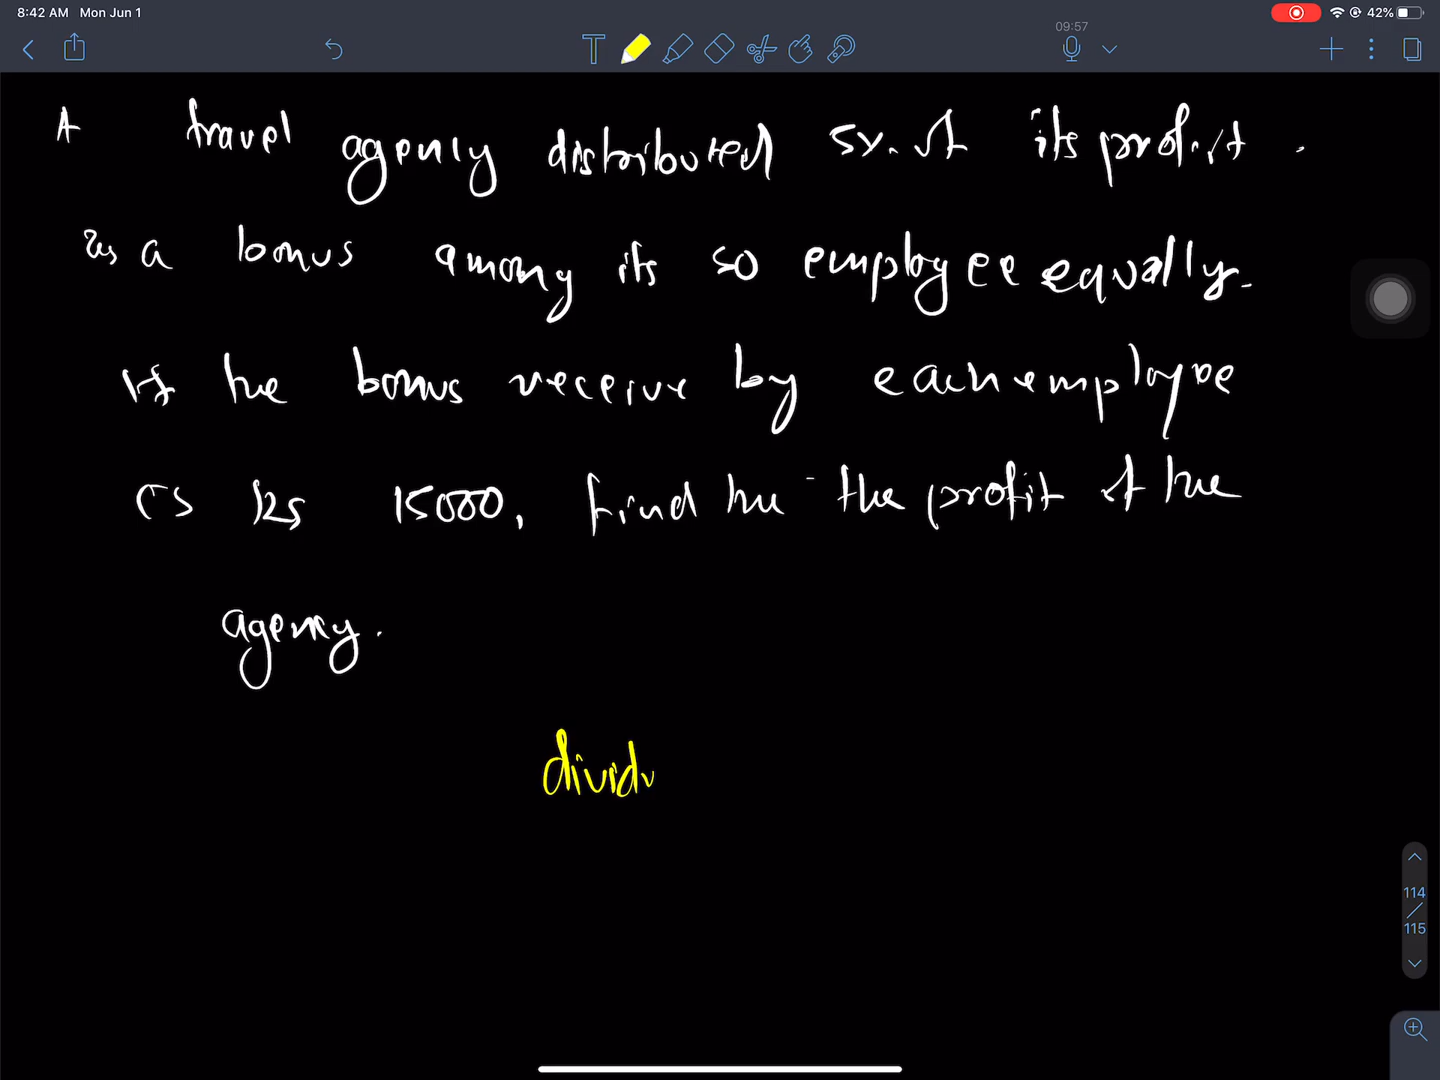 8:42 AM Mon Jun 1 42%
09:57
A travel agency distributed 5%. of its profit.
as a bonus among its 50 employee equally.
If the bonus receive by each employee
is Rs 15000, find the the profit of the
agency.
divid
114
115